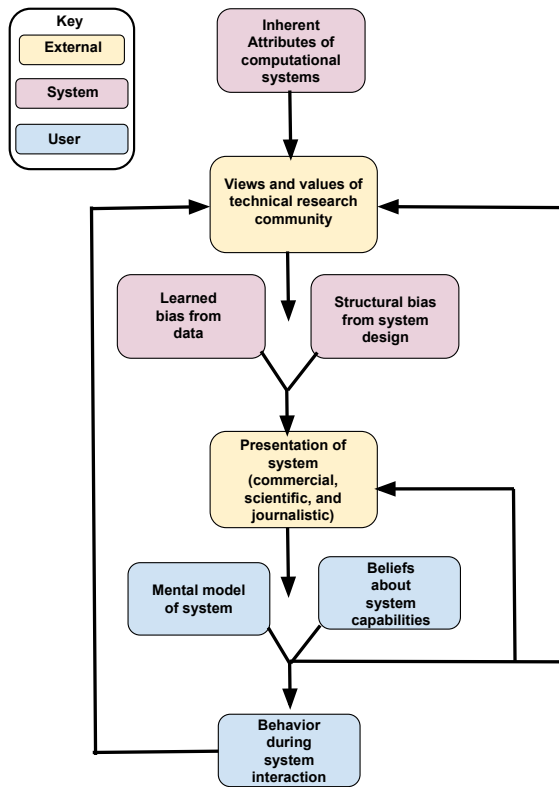 Key
External
System
User
Inherent
Attributes of
computational
systems
Views and values of
technical research
community
Learned
bias from
data
Structural bias
from system
design
Presentation of
system
(commercial,
scientific, and
journalistic)
Mental model
of system
Beliefs
about
system
capabilities
Behavior
during
system
interaction